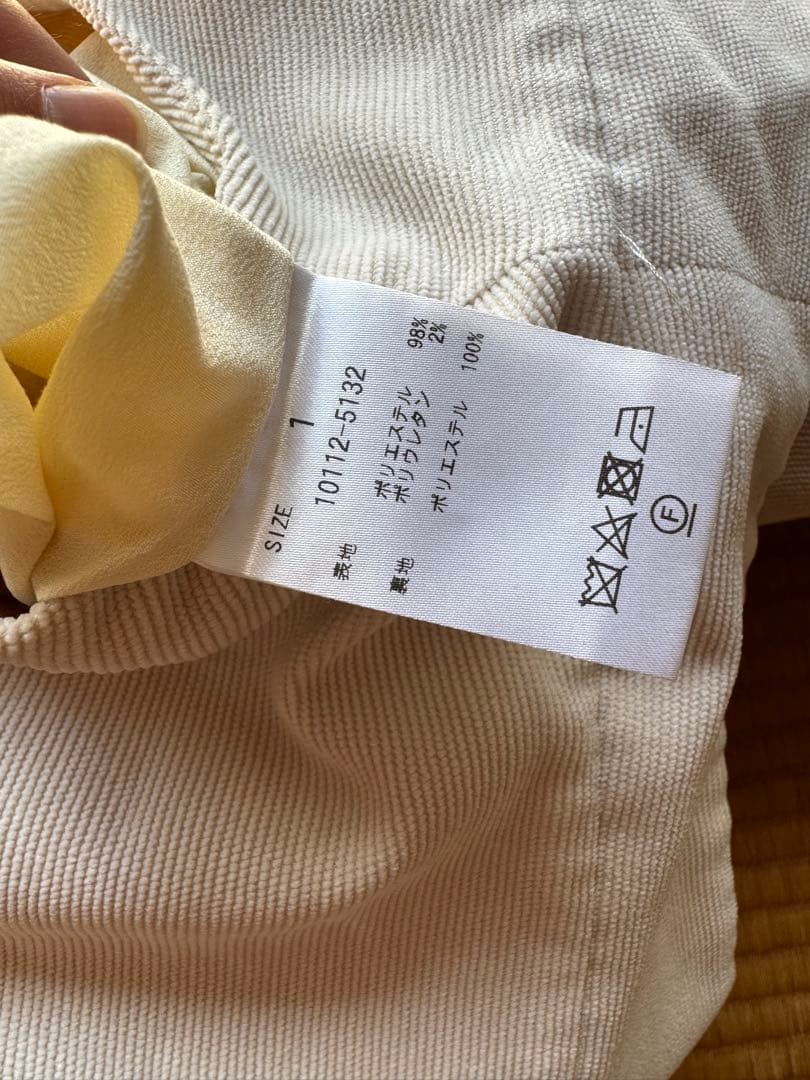 SIZE 1
10112-5132
表地 ポリエステル 98%
ポリウレタン 2%
裏地 ポリエステル 100%
F